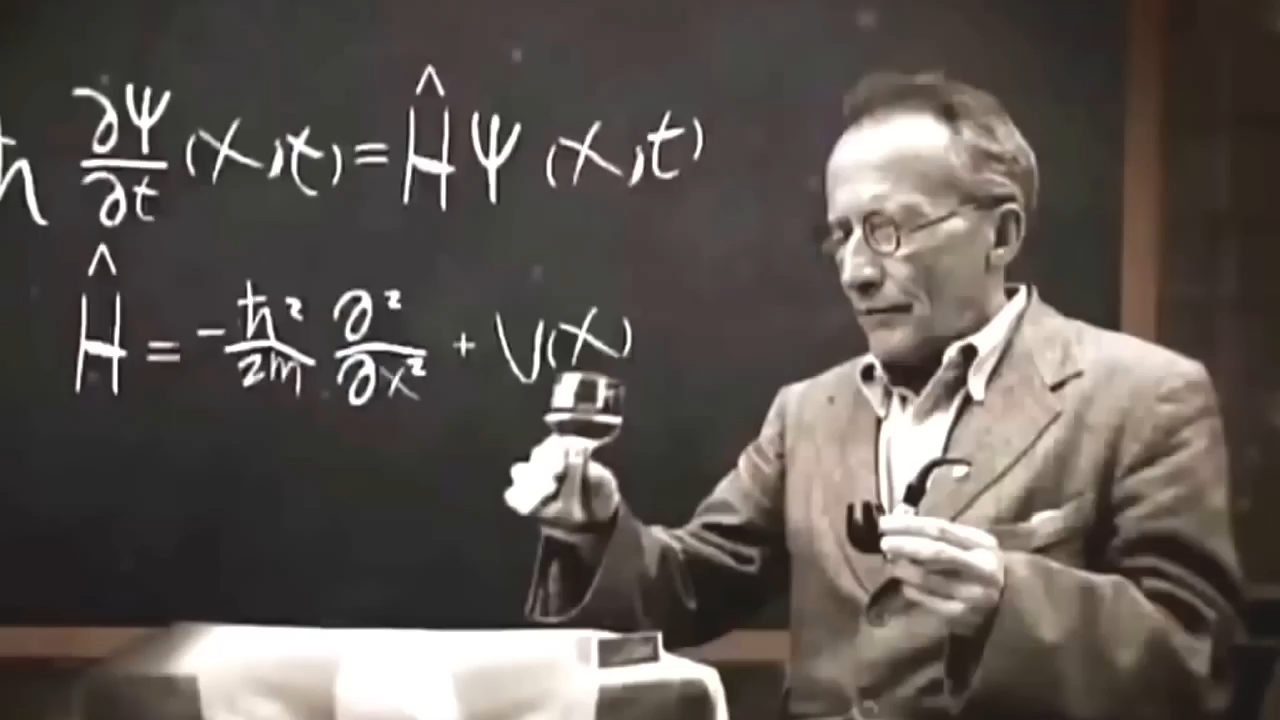 ħ ∂Ψ/∂t (x,t) = ĤΨ (x,t)
Ĥ = -ħ²/2m ∂²/∂x² + V(x)